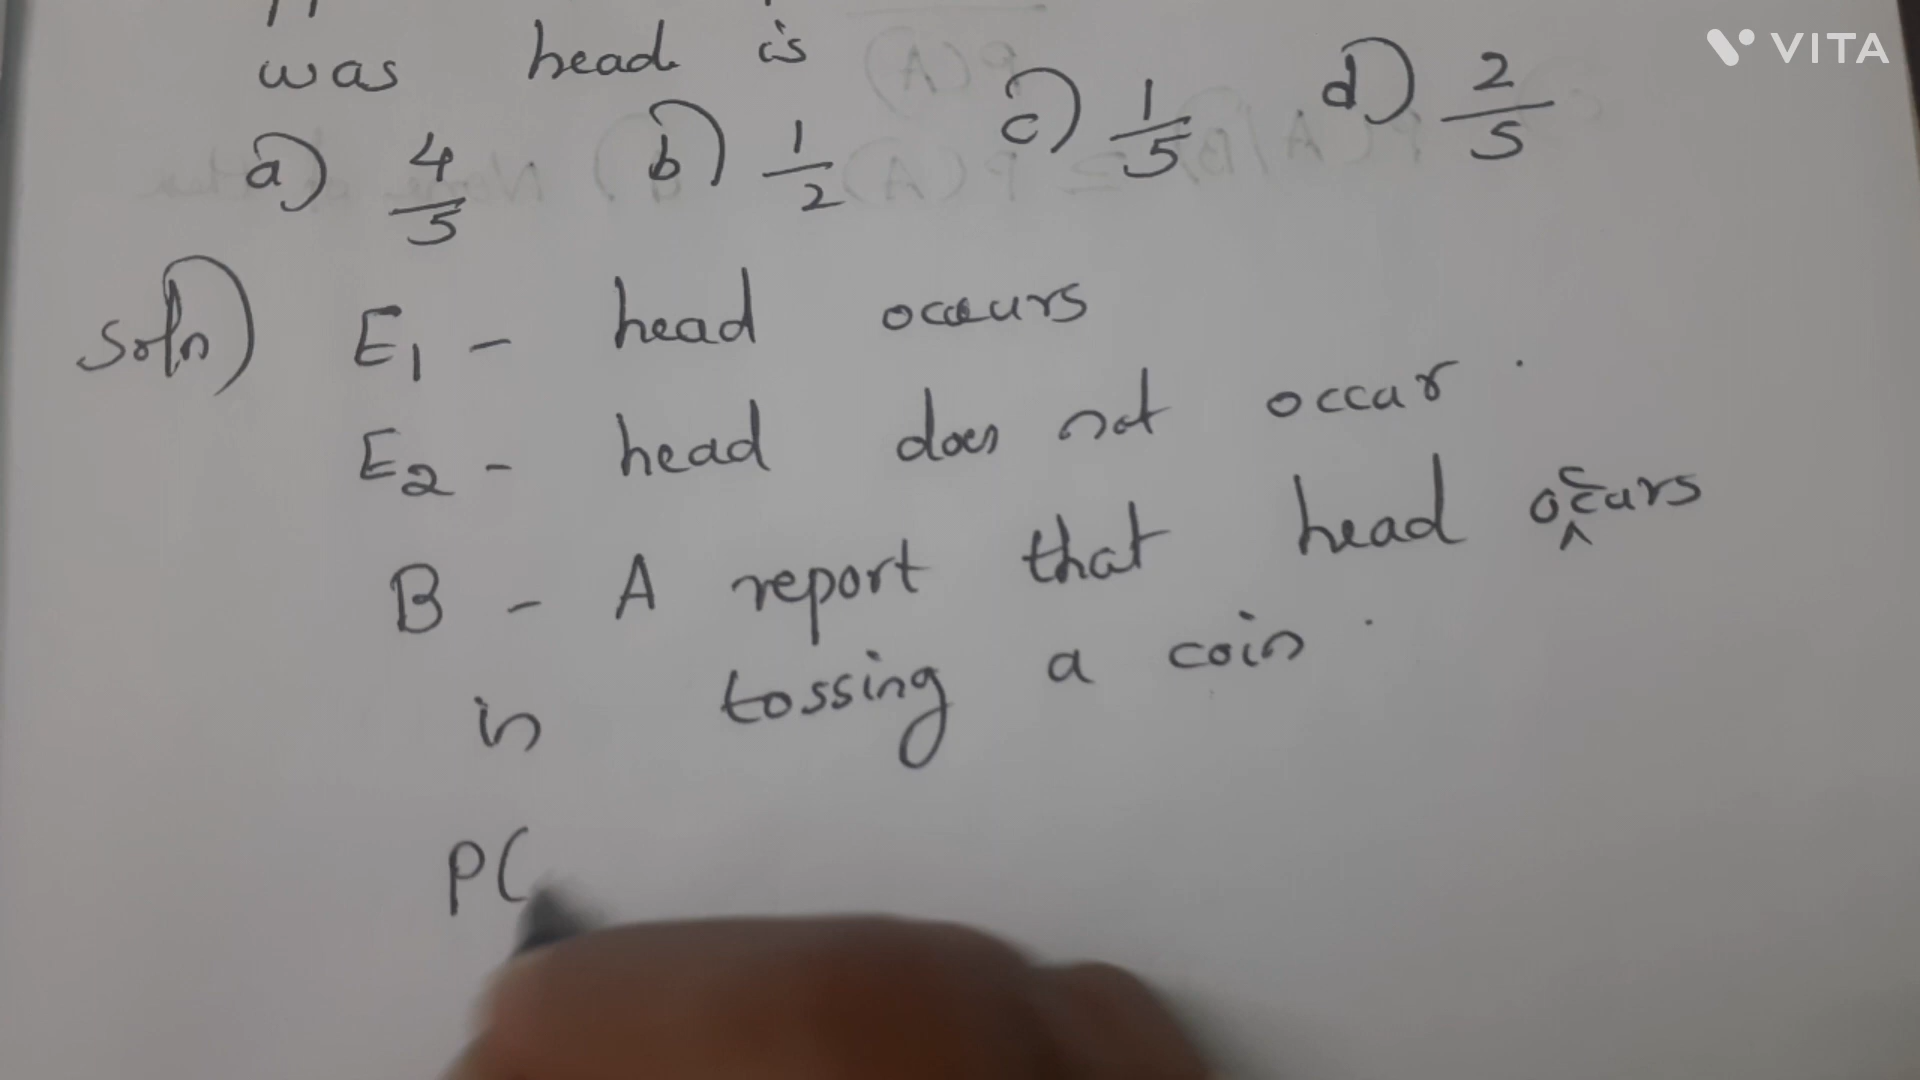 VITA
was head is
a) 4/5 b) 1/2 c) 1/5 d) 2/5
Soln) E1 - head occurs
E2 - head does not occur.
B - A report that head occurs
in tossing a coin.
P(